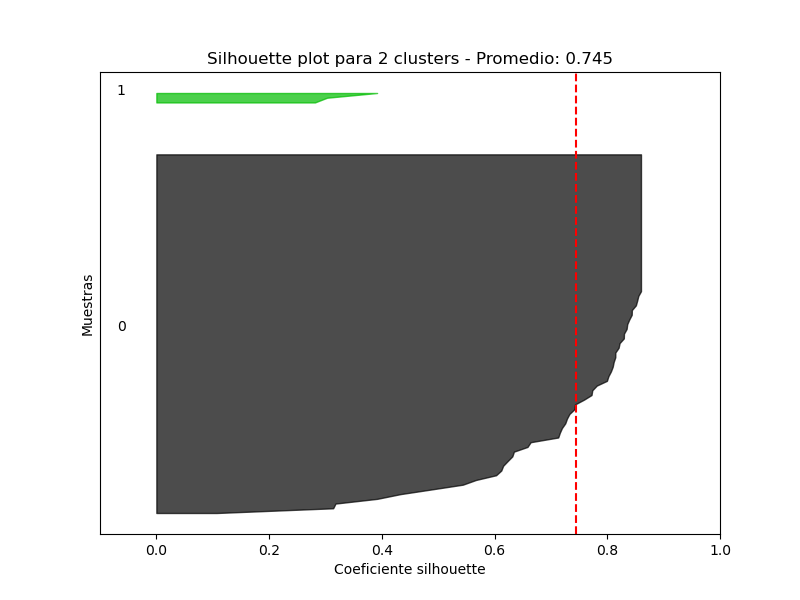 Silhouette plot para 2 clusters - Promedio: 0.745
1
0
Muestras
0.0 0.2 0.4 0.6 0.8 1.0
Coeficiente silhouette